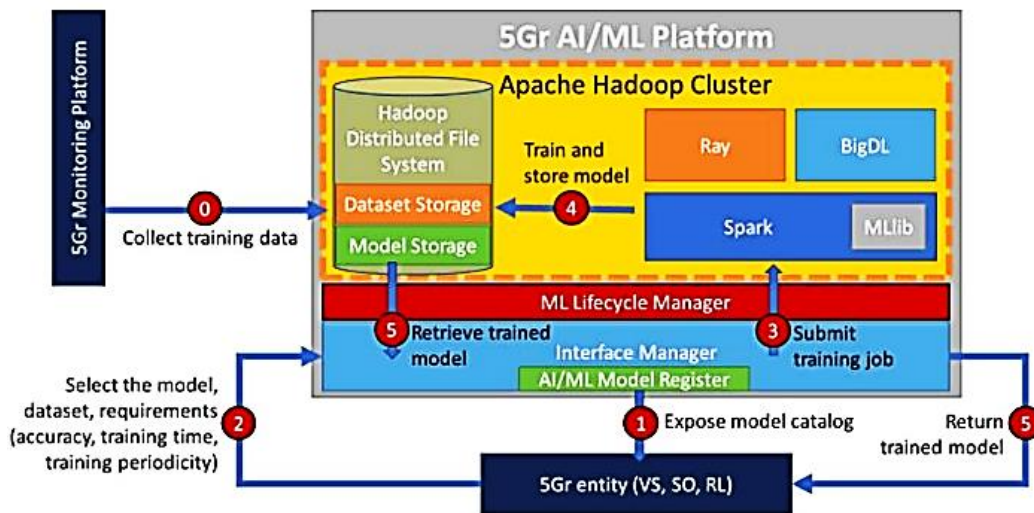 5Gr Monitoring Platform
5Gr AI/ML Platform
Apache Hadoop Cluster
Hadoop
Distributed File
System
Dataset Storage
Model Storage
Train and
store model
4
Ray
BigDL
Spark
MLlib
0
Collect training data
ML Lifecycle Manager
5
Retrieve trained
model
3
Submit
training job
Interface Manager
AI/ML Model Register
Select the model,
dataset, requirements
(accuracy, training time,
training periodicity)
2
1
Expose model catalog
Return
trained model
5
5Gr entity (VS, SO, RL)